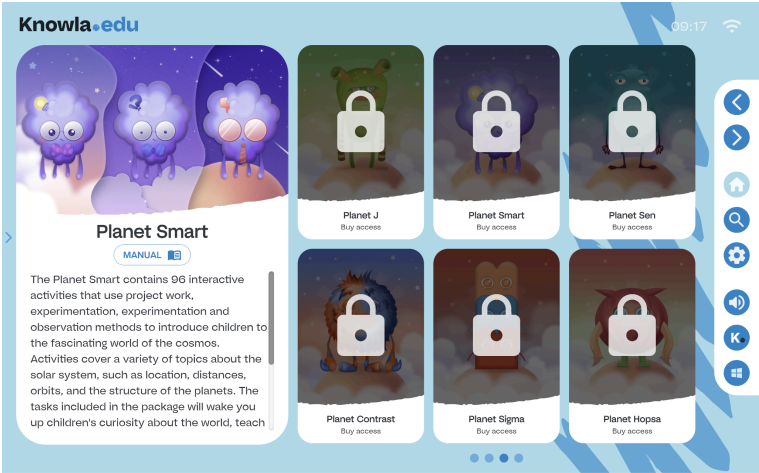 Knowla.edu
09:17
Planet Smart
MANUAL
The Planet Smart contains 96 interactive
activities that use project work,
experimentation, experimentation and
observation methods to introduce children to
the fascinating world of the cosmos.
Activities cover a variety of topics about the
solar system, such as location, distances,
orbits, and the structure of the planets. The
tasks included in the package will wake you
up children's curiosity about the world, teach
Planet J
Buy access
Planet Smart
Buy access
Planet Sen
Buy access
Planet Contrast
Buy access
Planet Sigma
Buy access
Planet Hopsa
Buy access
K.